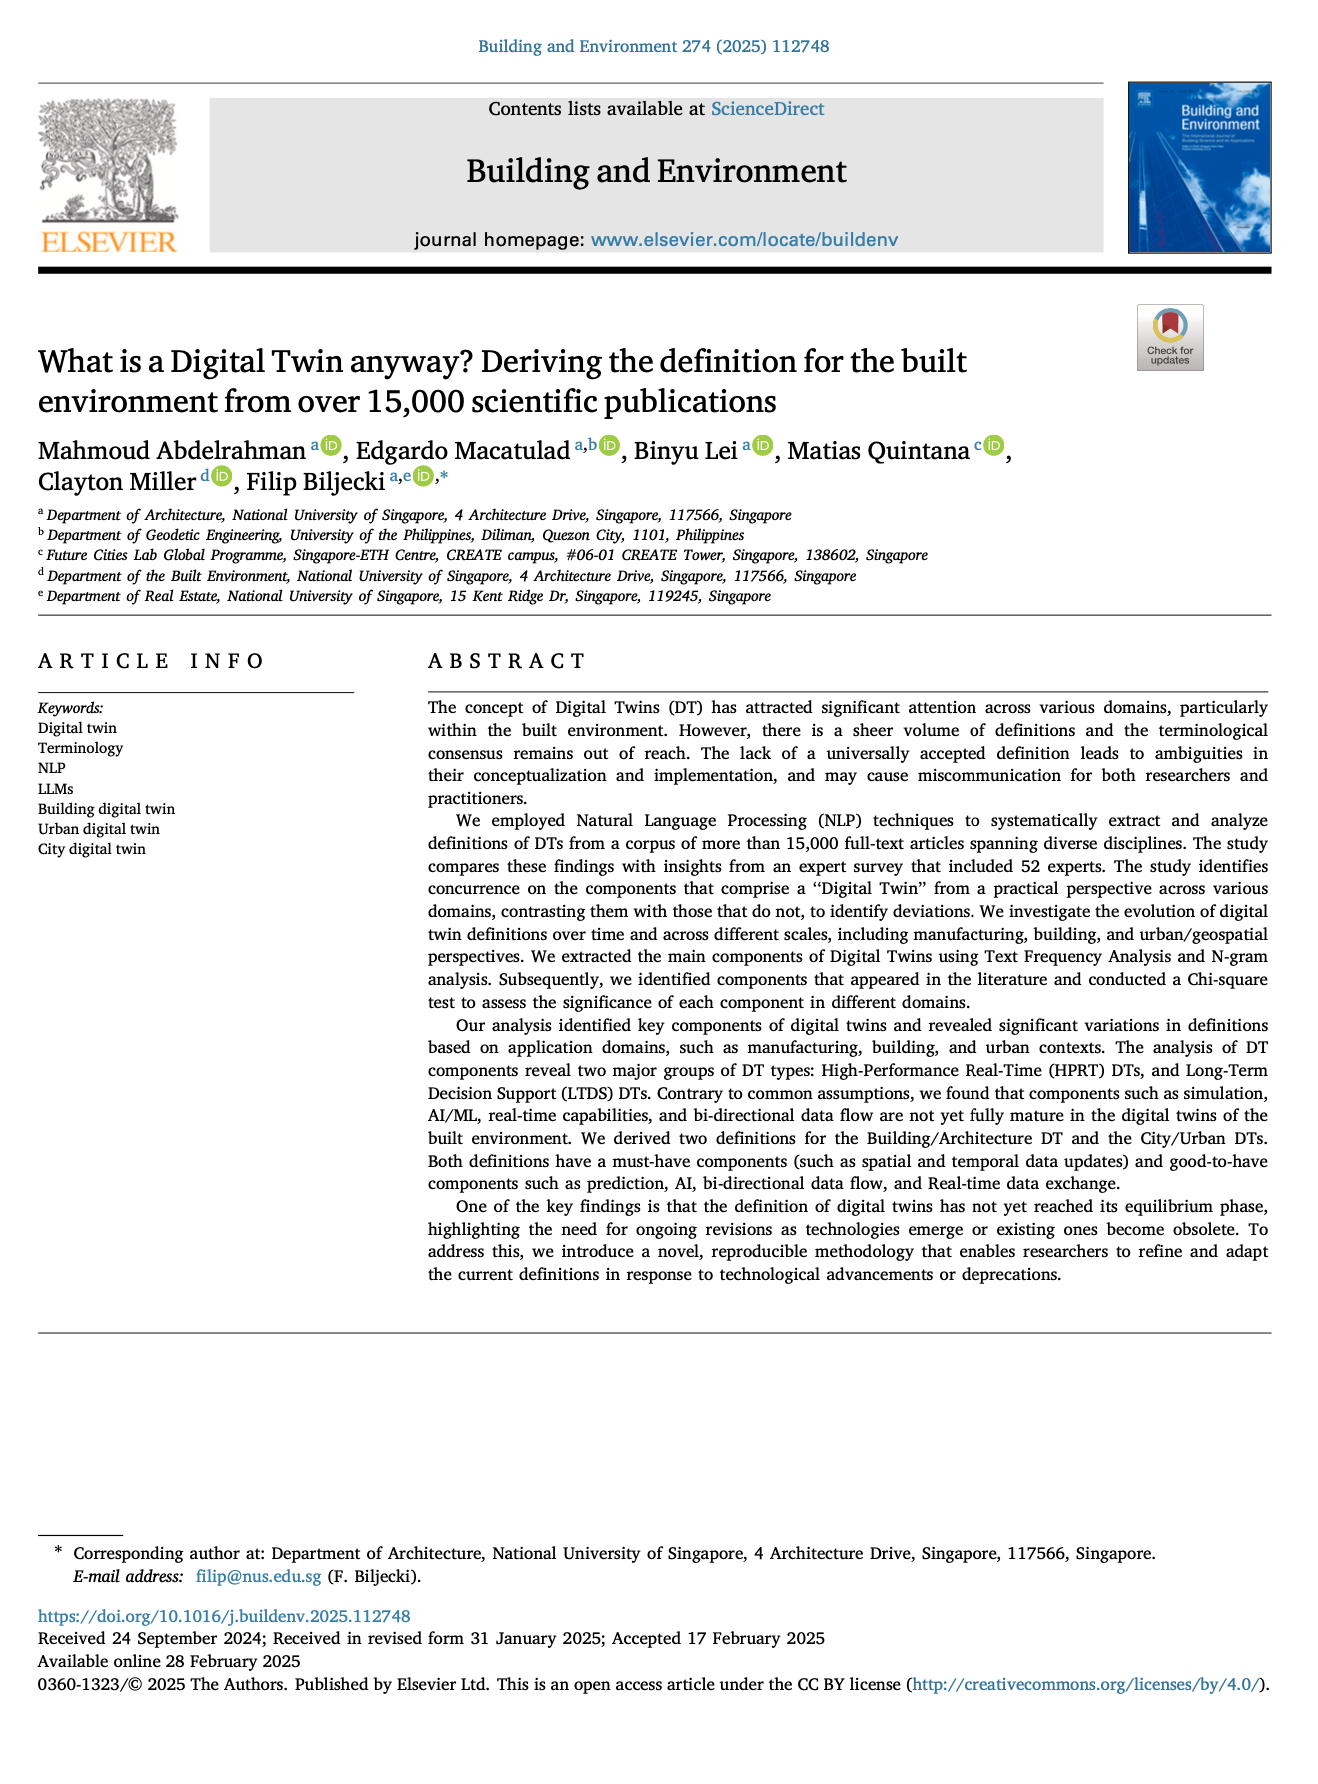 Building and Environment 274 (2025) 112748
Contents lists available at ScienceDirect
Building and Environment
journal homepage: www.elsevier.com/locate/buildenv
ELSEVIER
Building and
Environment
Check for
updates
What is a Digital Twin anyway? Deriving the definition for the built
environment from over 15,000 scientific publications
Mahmoud Abdelrahman a iD, Edgardo Macatulad a,b iD, Binyu Lei a iD, Matias Quintana c iD,
Clayton Miller d iD, Filip Biljecki a,e iD,*
a Department of Architecture, National University of Singapore, 4 Architecture Drive, Singapore, 117566, Singapore
b Department of Geodetic Engineering, University of the Philippines, Diliman, Quezon City, 1101, Philippines
c Future Cities Lab Global Programme, Singapore-ETH Centre, CREATE campus, #06-01 CREATE Tower, Singapore, 138602, Singapore
d Department of the Built Environment, National University of Singapore, 4 Architecture Drive, Singapore, 117566, Singapore
e Department of Real Estate, National University of Singapore, 15 Kent Ridge Dr, Singapore, 119245, Singapore
ARTICLE INFO
Keywords:
Digital twin
Terminology
NLP
LLMs
Building digital twin
Urban digital twin
City digital twin
ABSTRACT
The concept of Digital Twins (DT) has attracted significant attention across various domains, particularly
within the built environment. However, there is a sheer volume of definitions and the terminological
consensus remains out of reach. The lack of a universally accepted definition leads to ambiguities in
their conceptualization and implementation, and may cause miscommunication for both researchers and
practitioners.
We employed Natural Language Processing (NLP) techniques to systematically extract and analyze
definitions of DTs from a corpus of more than 15,000 full-text articles spanning diverse disciplines. The study
compares these findings with insights from an expert survey that included 52 experts. The study identifies
concurrence on the components that comprise a ‘‘Digital Twin’’ from a practical perspective across various
domains, contrasting them with those that do not, to identify deviations. We investigate the evolution of digital
twin definitions over time and across different scales, including manufacturing, building, and urban/geospatial
perspectives. We extracted the main components of Digital Twins using Text Frequency Analysis and N-gram
analysis. Subsequently, we identified components that appeared in the literature and conducted a Chi-square
test to assess the significance of each component in different domains.
Our analysis identified key components of digital twins and revealed significant variations in definitions
based on application domains, such as manufacturing, building, and urban contexts. The analysis of DT
components reveal two major groups of DT types: High-Performance Real-Time (HPRT) DTs, and Long-Term
Decision Support (LTDS) DTs. Contrary to common assumptions, we found that components such as simulation,
AI/ML, real-time capabilities, and bi-directional data flow are not yet fully mature in the digital twins of the
built environment. We derived two definitions for the Building/Architecture DT and the City/Urban DTs.
Both definitions have a must-have components (such as spatial and temporal data updates) and good-to-have
components such as prediction, AI, bi-directional data flow, and Real-time data exchange.
One of the key findings is that the definition of digital twins has not yet reached its equilibrium phase,
highlighting the need for ongoing revisions as technologies emerge or existing ones become obsolete. To
address this, we introduce a novel, reproducible methodology that enables researchers to refine and adapt
the current definitions in response to technological advancements or deprecations.
* Corresponding author at: Department of Architecture, National University of Singapore, 4 Architecture Drive, Singapore, 117566, Singapore.
E-mail address: filip@nus.edu.sg (F. Biljecki).
https://doi.org/10.1016/j.buildenv.2025.112748
Received 24 September 2024; Received in revised form 31 January 2025; Accepted 17 February 2025
Available online 28 February 2025
0360-1323/© 2025 The Authors. Published by Elsevier Ltd. This is an open access article under the CC BY license (http://creativecommons.org/licenses/by/4.0/).